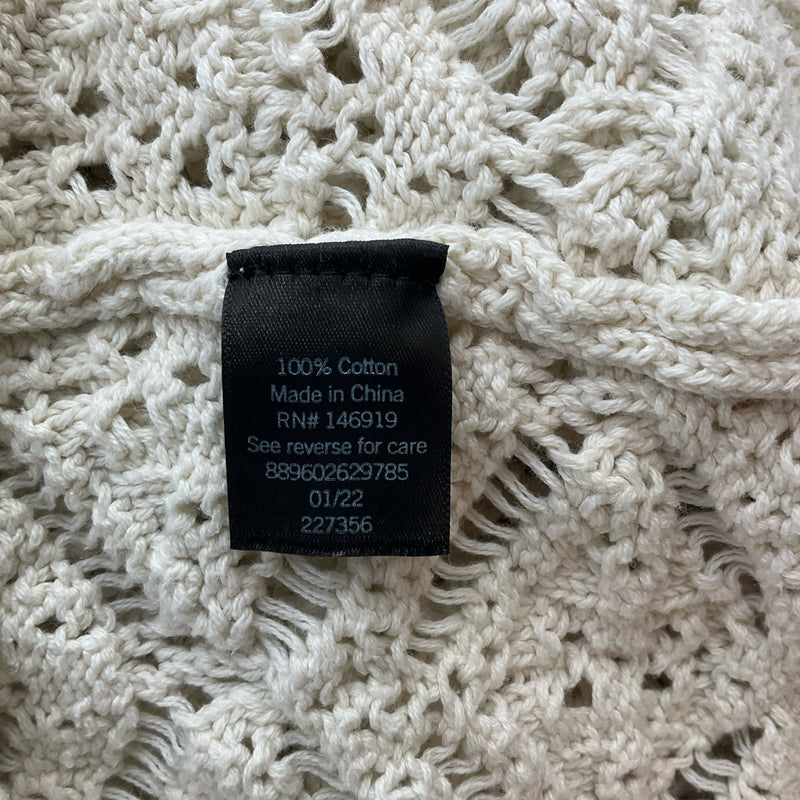 100% Cotton
Made in China
RN# 146919
See reverse for care
889602629785
01/22
227356